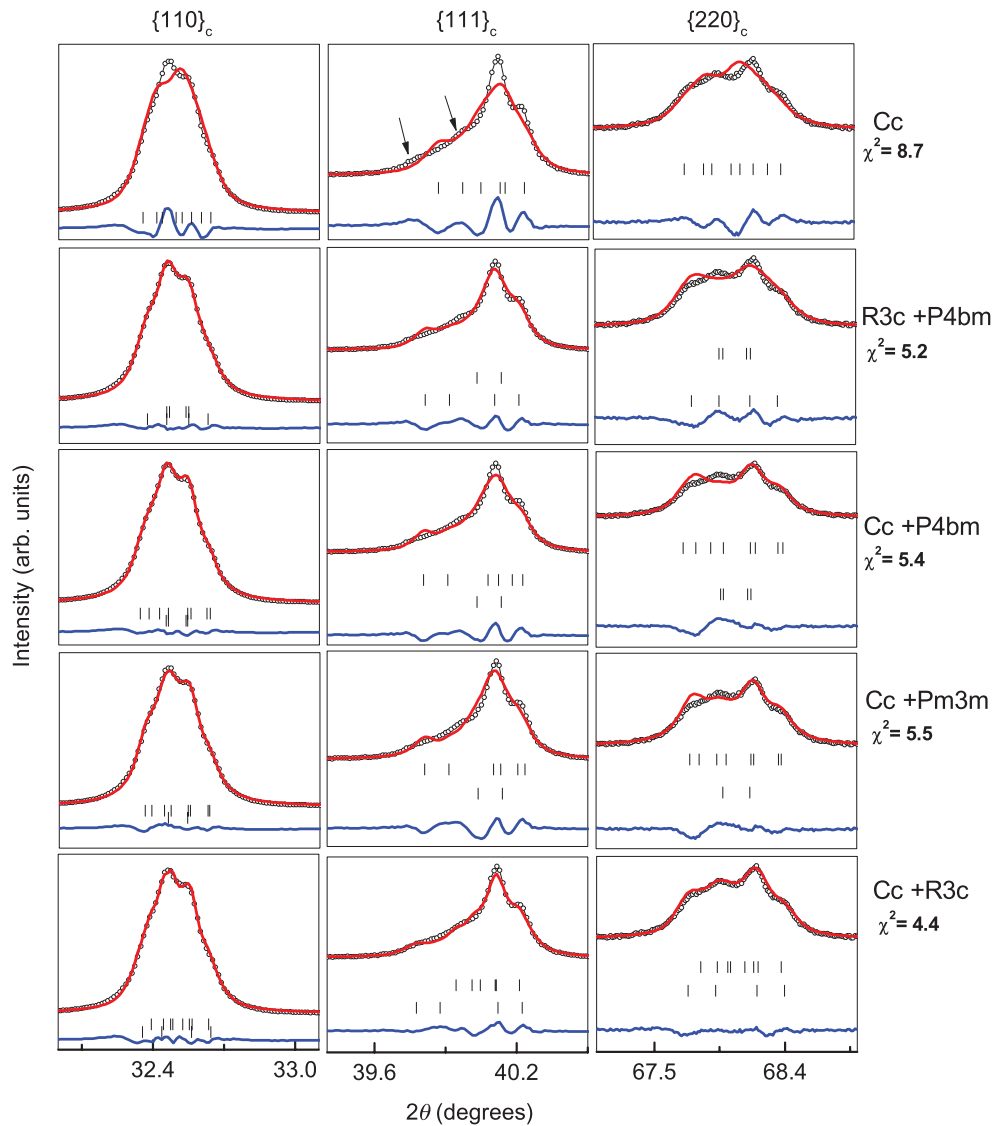 {110}c {111}c {220}c
Cc
χ2= 8.7
R3c +P4bm
χ2= 5.2
Cc +P4bm
χ2= 5.4
Cc +Pm3m
χ2= 5.5
Cc +R3c
χ2= 4.4
Intensity (arb. units)
32.4 33.0 39.6 40.2 67.5 68.4
2θ (degrees)